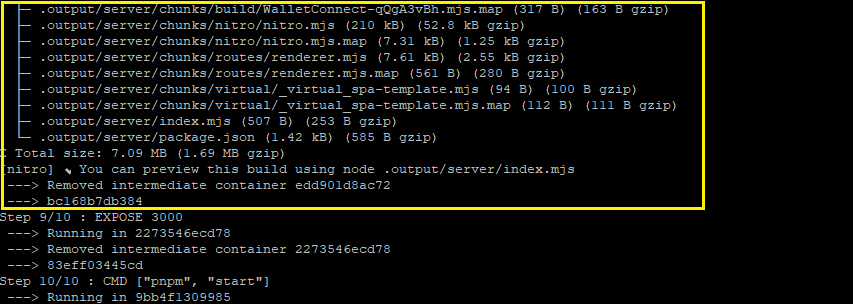 ├─ .output/server/chunks/build/WalletConnect-qQgA3vBh.mjs.map (317 B) (163 B gzip)
├─ .output/server/chunks/nitro/nitro.mjs (210 kB) (52.8 kB gzip)
├─ .output/server/chunks/nitro/nitro.mjs.map (7.31 kB) (1.25 kB gzip)
├─ .output/server/chunks/routes/renderer.mjs (7.61 kB) (2.55 kB gzip)
├─ .output/server/chunks/routes/renderer.mjs.map (561 B) (280 B gzip)
├─ .output/server/chunks/virtual/_virtual_spa-template.mjs (94 B) (100 B gzip)
├─ .output/server/chunks/virtual/_virtual_spa-template.mjs.map (112 B) (111 B gzip)
├─ .output/server/index.mjs (507 B) (253 B gzip)
└─ .output/server/package.json (1.42 kB) (585 B gzip)
Σ Total size: 7.09 MB (1.69 MB gzip)
[nitro] ✔ You can preview this build using node .output/server/index.mjs
---> Removed intermediate container edd901d8ac72
---> bc168b7db384
Step 9/10 : EXPOSE 3000
---> Running in 2273546ecd78
---> Removed intermediate container 2273546ecd78
---> 83eff03445cd
Step 10/10 : CMD ["pnpm", "start"]
---> Running in 9bb4f1309985